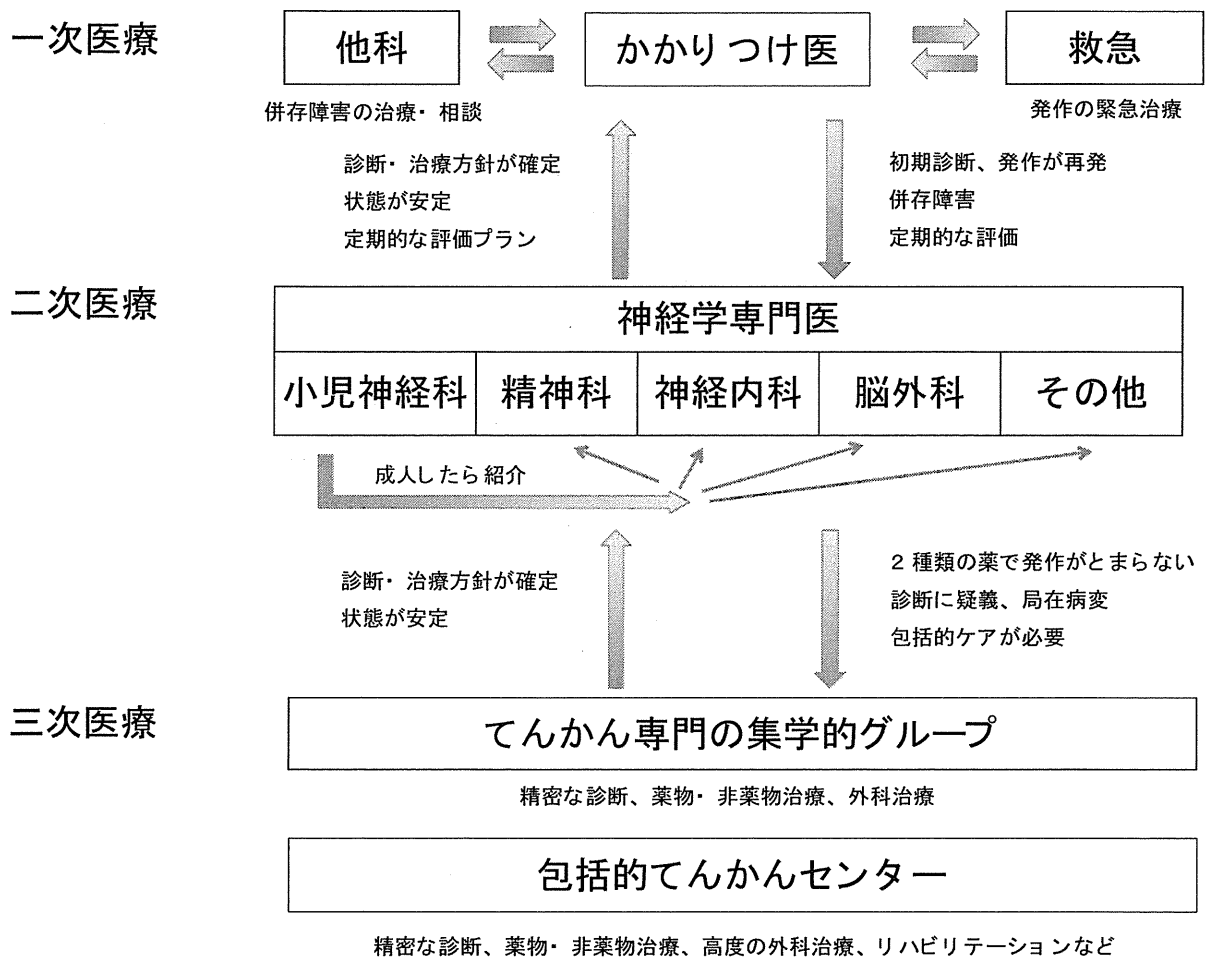 一次医療
他科
かかりつけ医
救急
併存障害の治療・相談
発作の緊急治療
診断・治療方針が確定
状態が安定
定期的な評価プラン
初期診断、発作が再発
併存障害
定期的な評価
二次医療
神経学専門医
小児神経科
精神科
神経内科
脳外科
その他
成人したら紹介
診断・治療方針が確定
状態が安定
2種類の薬で発作がとまらない
診断に疑義、局在病変
包括的ケアが必要
三次医療
てんかん専門の集学的グループ
精密な診断、薬物・非薬物治療、外科治療
包括的てんかんセンター
精密な診断、薬物・非薬物治療、高度の外科治療、リハビリテーションなど